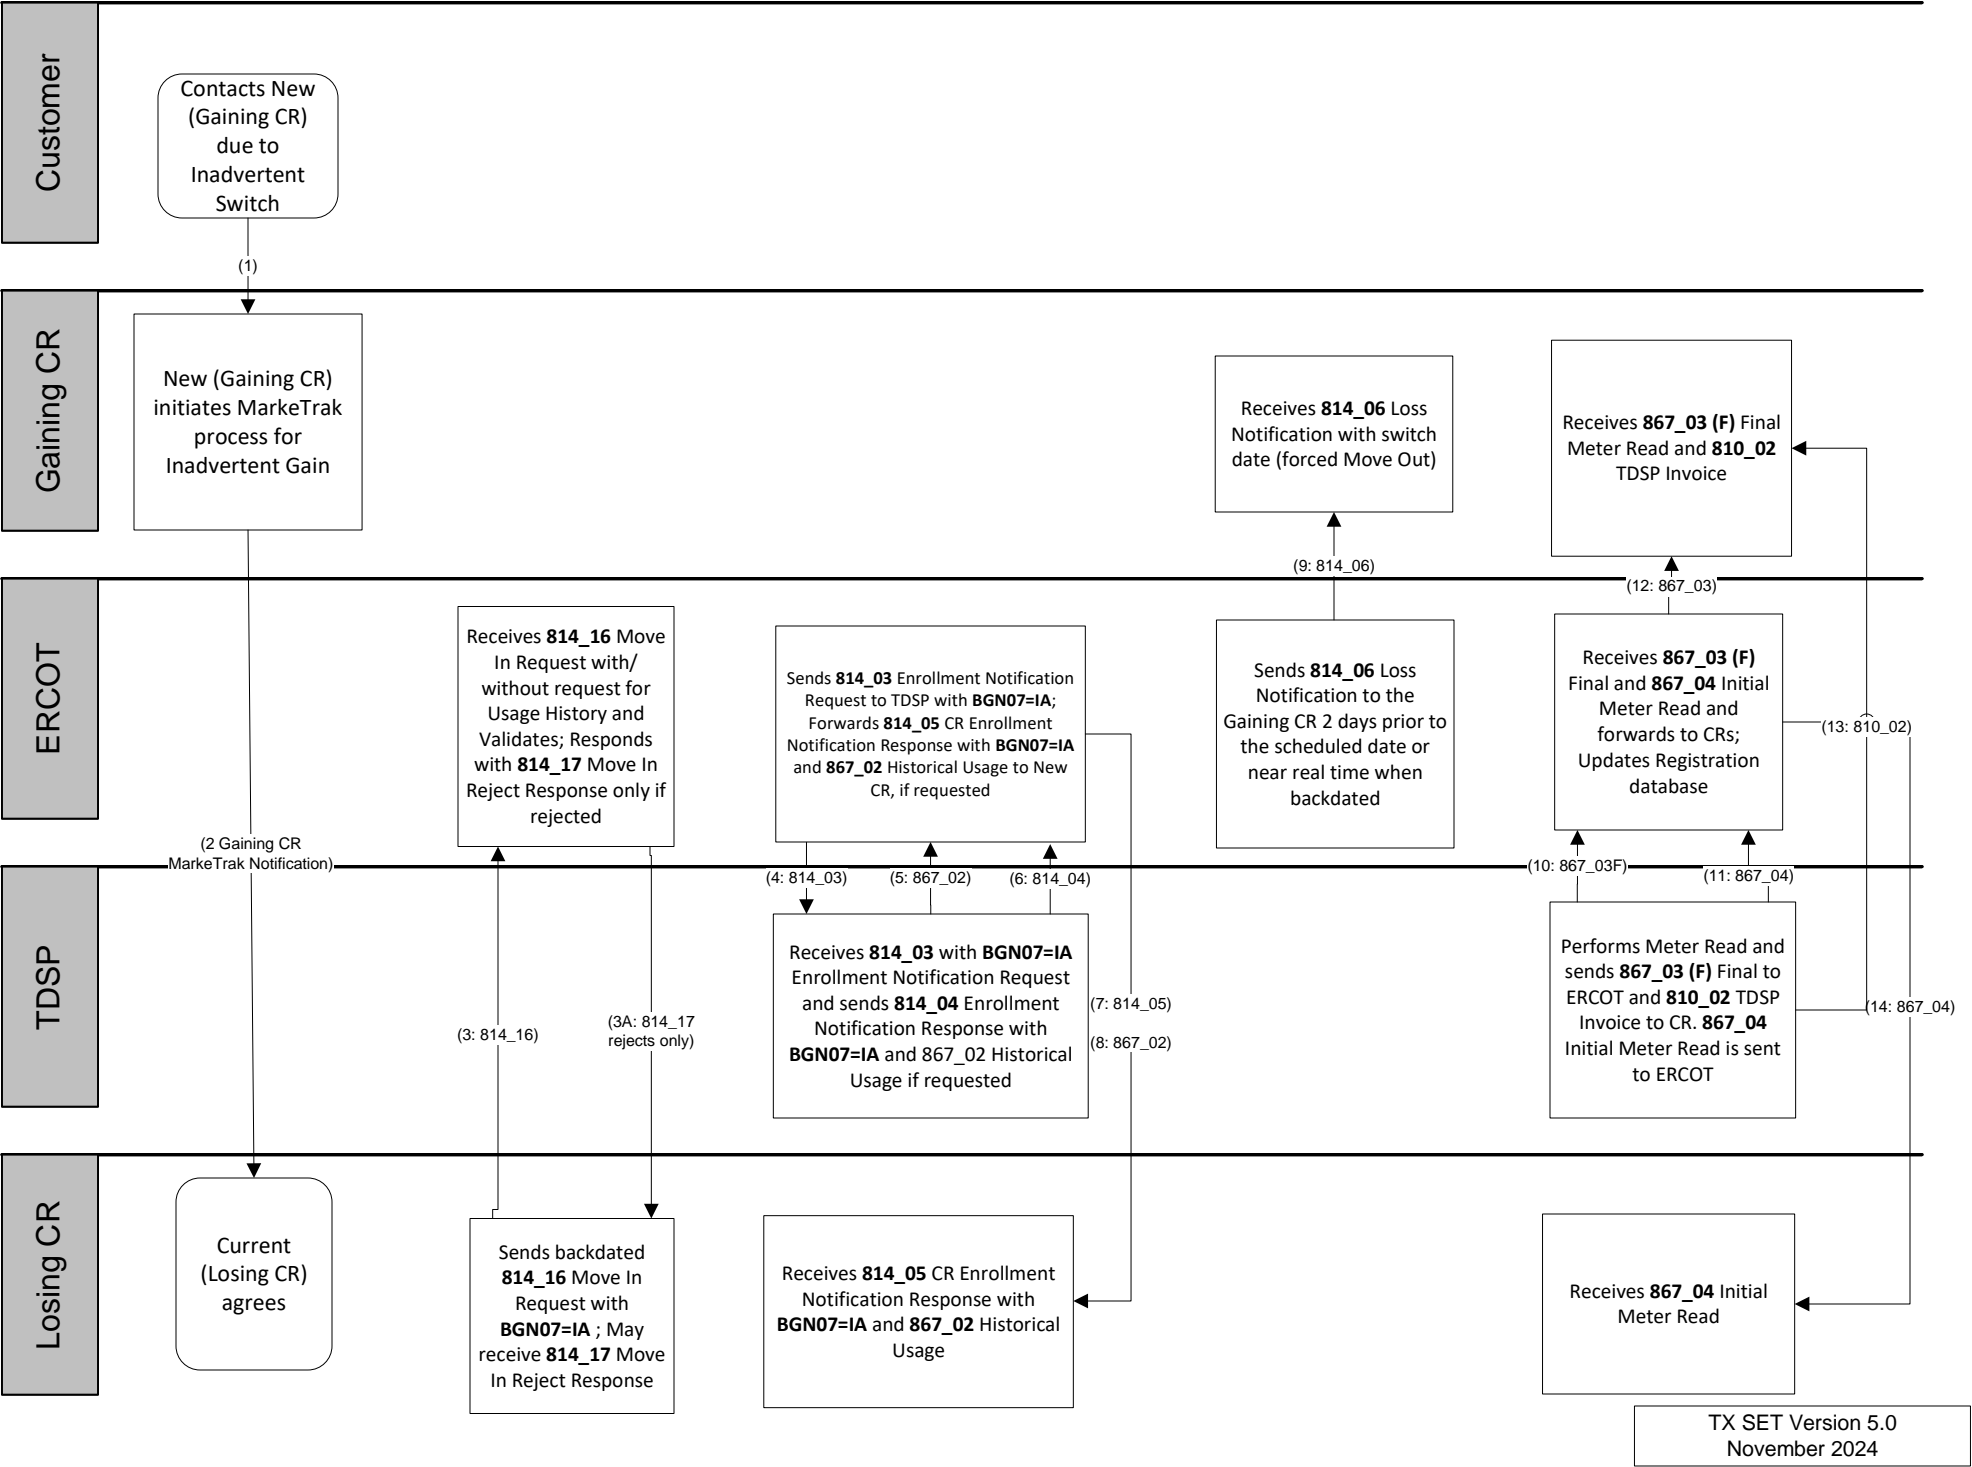 Customer
Contacts New
(Gaining CR)
due to
Inadvertent
Switch
(1)
Gaining CR
New (Gaining CR)
initiates MarkeTrak
process for
Inadvertent Gain
Receives 814_06 Loss
Notification with switch
date (forced Move Out)
Receives 867_03 (F) Final
Meter Read and 810_02
TDSP Invoice
(9: 814_06)
(12: 867_03)
ERCOT
Receives 814_16 Move
In Request with/
without request for
Usage History and
Validates; Responds
with 814_17 Move In
Reject Response only if
rejected
Sends 814_03 Enrollment Notification
Request to TDSP with BGN07=IA;
Forwards 814_05 CR Enrollment
Notification Response with BGN07=IA
and 867_02 Historical Usage to New
CR, if requested
Sends 814_06 Loss
Notification to the
Gaining CR 2 days prior to
the scheduled date or
near real time when
backdated
Receives 867_03 (F)
Final and 867_04 Initial
Meter Read and
forwards to CRs;
Updates Registration
database
(13: 810_02)
(2 Gaining CR
MarkeTrak Notification)
(4: 814_03)
(5: 867_02)
(6: 814_04)
(10: 867_03F)
(11: 867_04)
TDSP
(3: 814_16)
(3A: 814_17
rejects only)
Receives 814_03 with BGN07=IA
Enrollment Notification Request
and sends 814_04 Enrollment
Notification Response with
BGN07=IA and 867_02 Historical
Usage if requested
(7: 814_05)
(8: 867_02)
Performs Meter Read and
sends 867_03 (F) Final to
ERCOT and 810_02 TDSP
Invoice to CR. 867_04
Initial Meter Read is sent
to ERCOT
(14: 867_04)
Losing CR
Current
(Losing CR)
agrees
Sends backdated
814_16 Move In
Request with
BGN07=IA ; May
receive 814_17 Move
In Reject Response
Receives 814_05 CR Enrollment
Notification Response with
BGN07=IA and 867_02 Historical
Usage
Receives 867_04 Initial
Meter Read
TX SET Version 5.0
November 2024